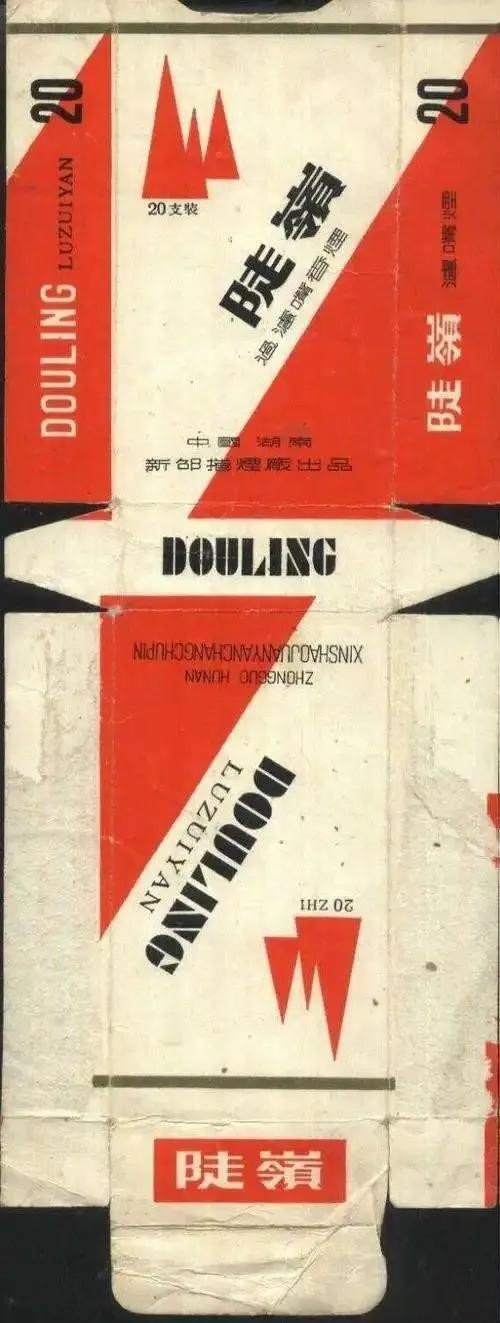 20
DOULING LUZUIYAN
20支裝
陡嶺
過濾嘴香煙
中國 湖南
新邵捲煙廠出品
20
陡嶺 濾嘴煙
DOULING
ZHONGGUO HUNAN
XINSHAOJUANYANCHANGCHUPIN
DOULING
LUZUIYAN
20 ZHI
陡嶺